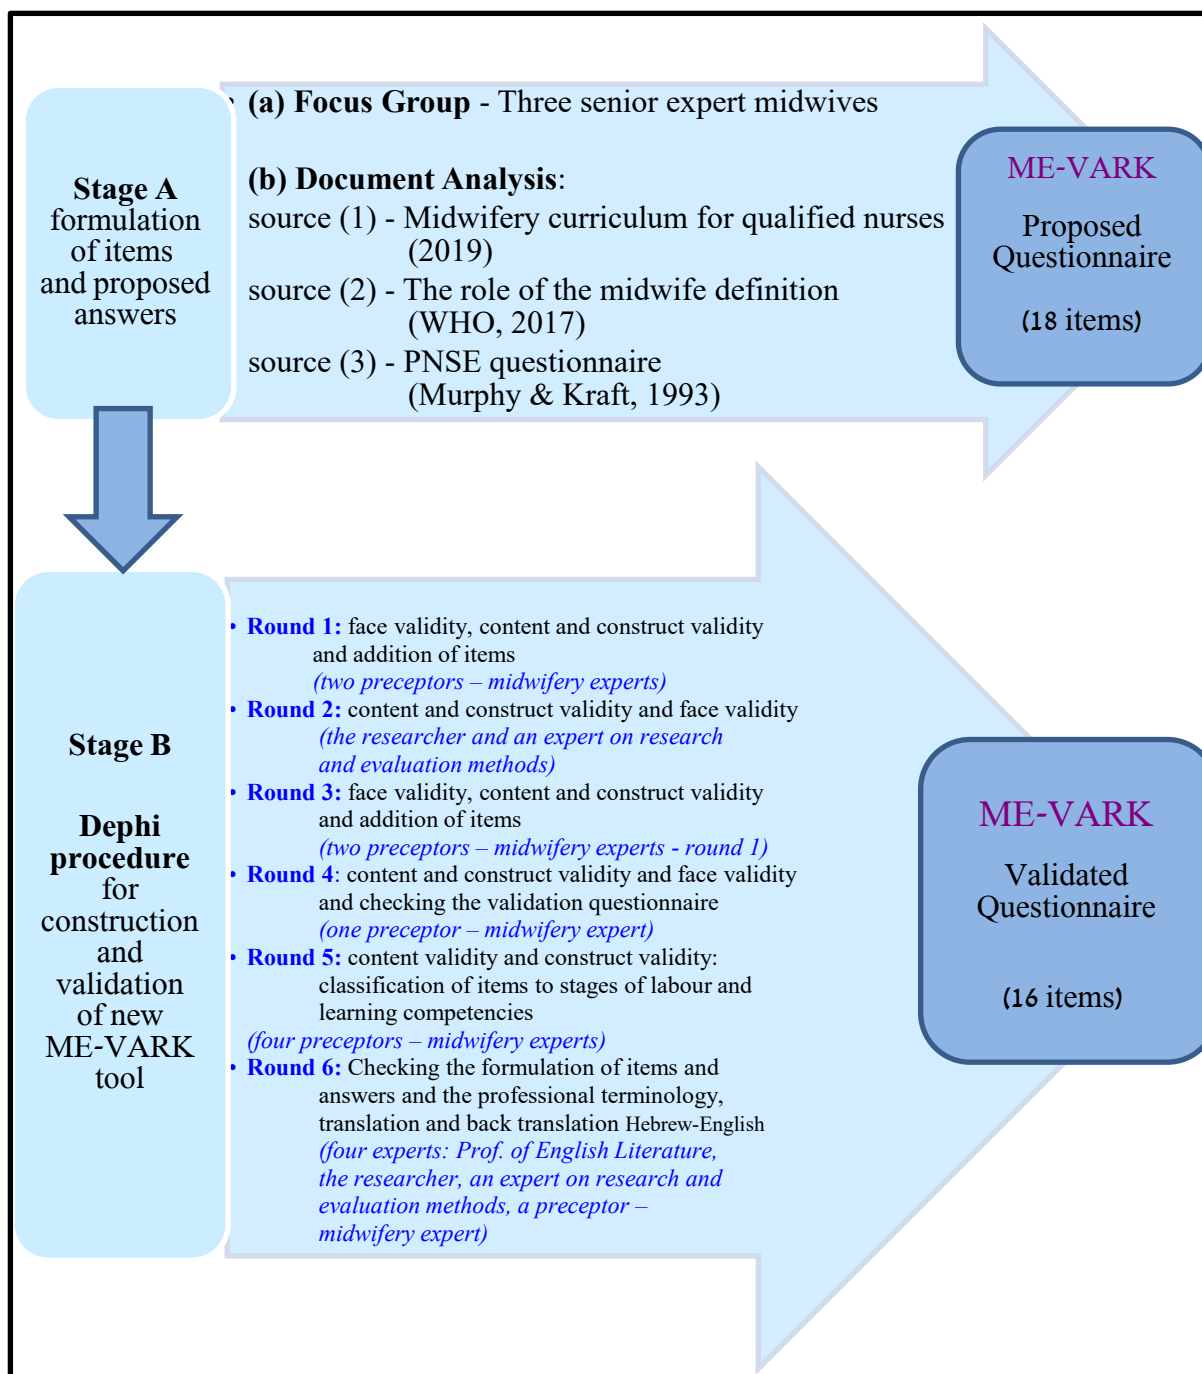 Stage A
formulation
of items
and proposed
answers
(a) Focus Group - Three senior expert midwives
(b) Document Analysis:
source (1) - Midwifery curriculum for qualified nurses
(2019)
source (2) - The role of the midwife definition
(WHO, 2017)
source (3) - PNSE questionnaire
(Murphy & Kraft, 1993)
ME-VARK
Proposed
Questionnaire
(18 items)
Stage B
Dephi
procedure
for
construction
and
validation
of new
ME-VARK
tool
• Round 1: face validity, content and construct validity
and addition of items
(two preceptors – midwifery experts)
• Round 2: content and construct validity and face validity
(the researcher and an expert on research
and evaluation methods)
• Round 3: face validity, content and construct validity
and addition of items
(two preceptors – midwifery experts - round 1)
• Round 4: content and construct validity and face validity
and checking the validation questionnaire
(one preceptor – midwifery expert)
• Round 5: content validity and construct validity:
classification of items to stages of labour and
learning competencies
(four preceptors – midwifery experts)
• Round 6: Checking the formulation of items and
answers and the professional terminology,
translation and back translation Hebrew-English
(four experts: Prof. of English Literature,
the researcher, an expert on research and
evaluation methods, a preceptor –
midwifery expert)
ME-VARK
Validated
Questionnaire
(16 items)